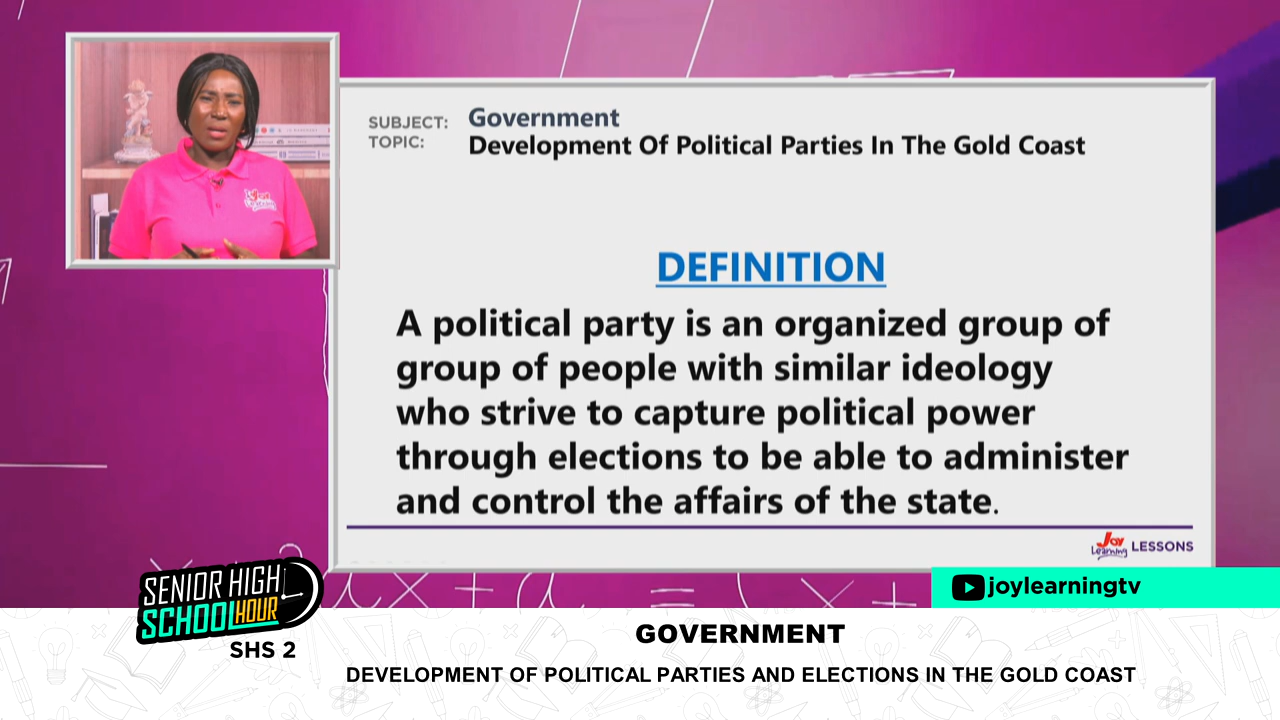 SUBJECT: Government
TOPIC: Development Of Political Parties In The Gold Coast
DEFINITION
A political party is an organized group of
group of people with similar ideology
who strive to capture political power
through elections to be able to administer
and control the affairs of the state.
Joy Learning LESSONS
joylearningtv
SENIOR HIGH
SCHOOL HOUR
SHS 2
GOVERNMENT
DEVELOPMENT OF POLITICAL PARTIES AND ELECTIONS IN THE GOLD COAST